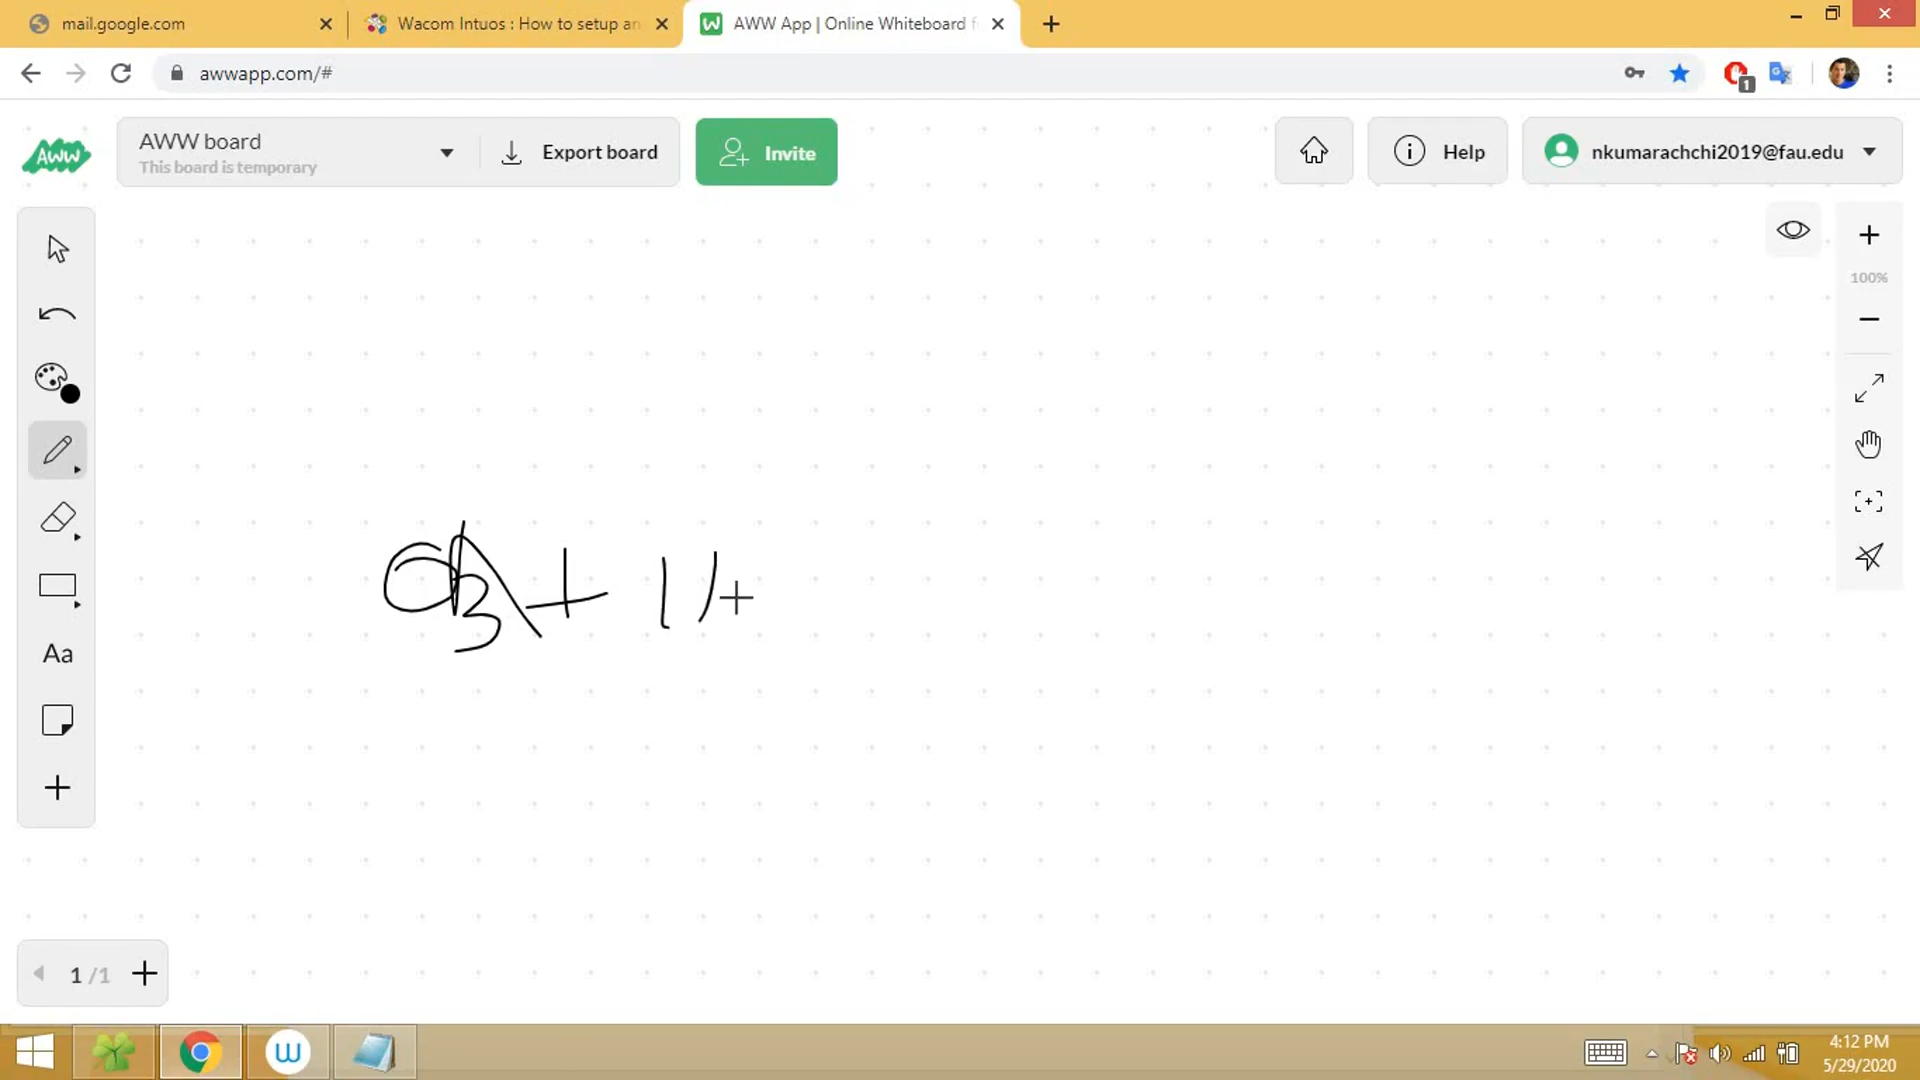 mail.google.com
Wacom Intuos : How to setup an
AWW App | Online Whiteboard f
awwapp.com/#
1
AWW
AWW board
This board is temporary
Export board
Invite
Help
nkumarachchi2019@fau.edu
100%
Aa
1 /1
4:12 PM
5/29/2020